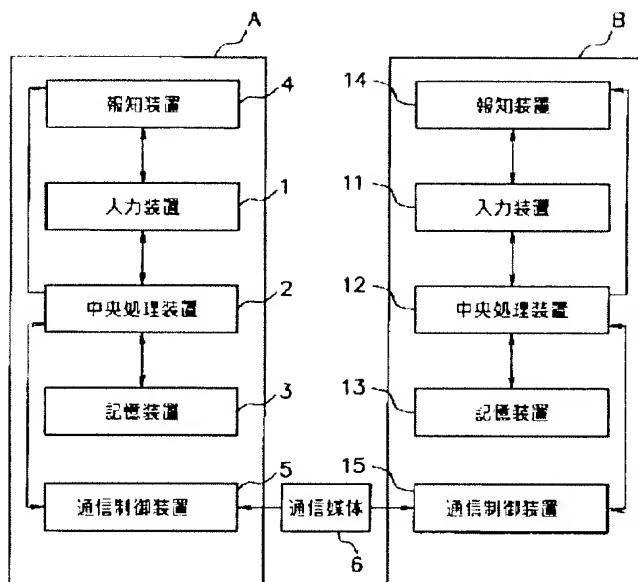 A
B
4
報知装置
14
報知装置
1
入力装置
11
入力装置
2
中央処理装置
12
中央処理装置
3
記憶装置
13
記憶装置
5
通信制御装置
通信媒体
6
15
通信制御装置